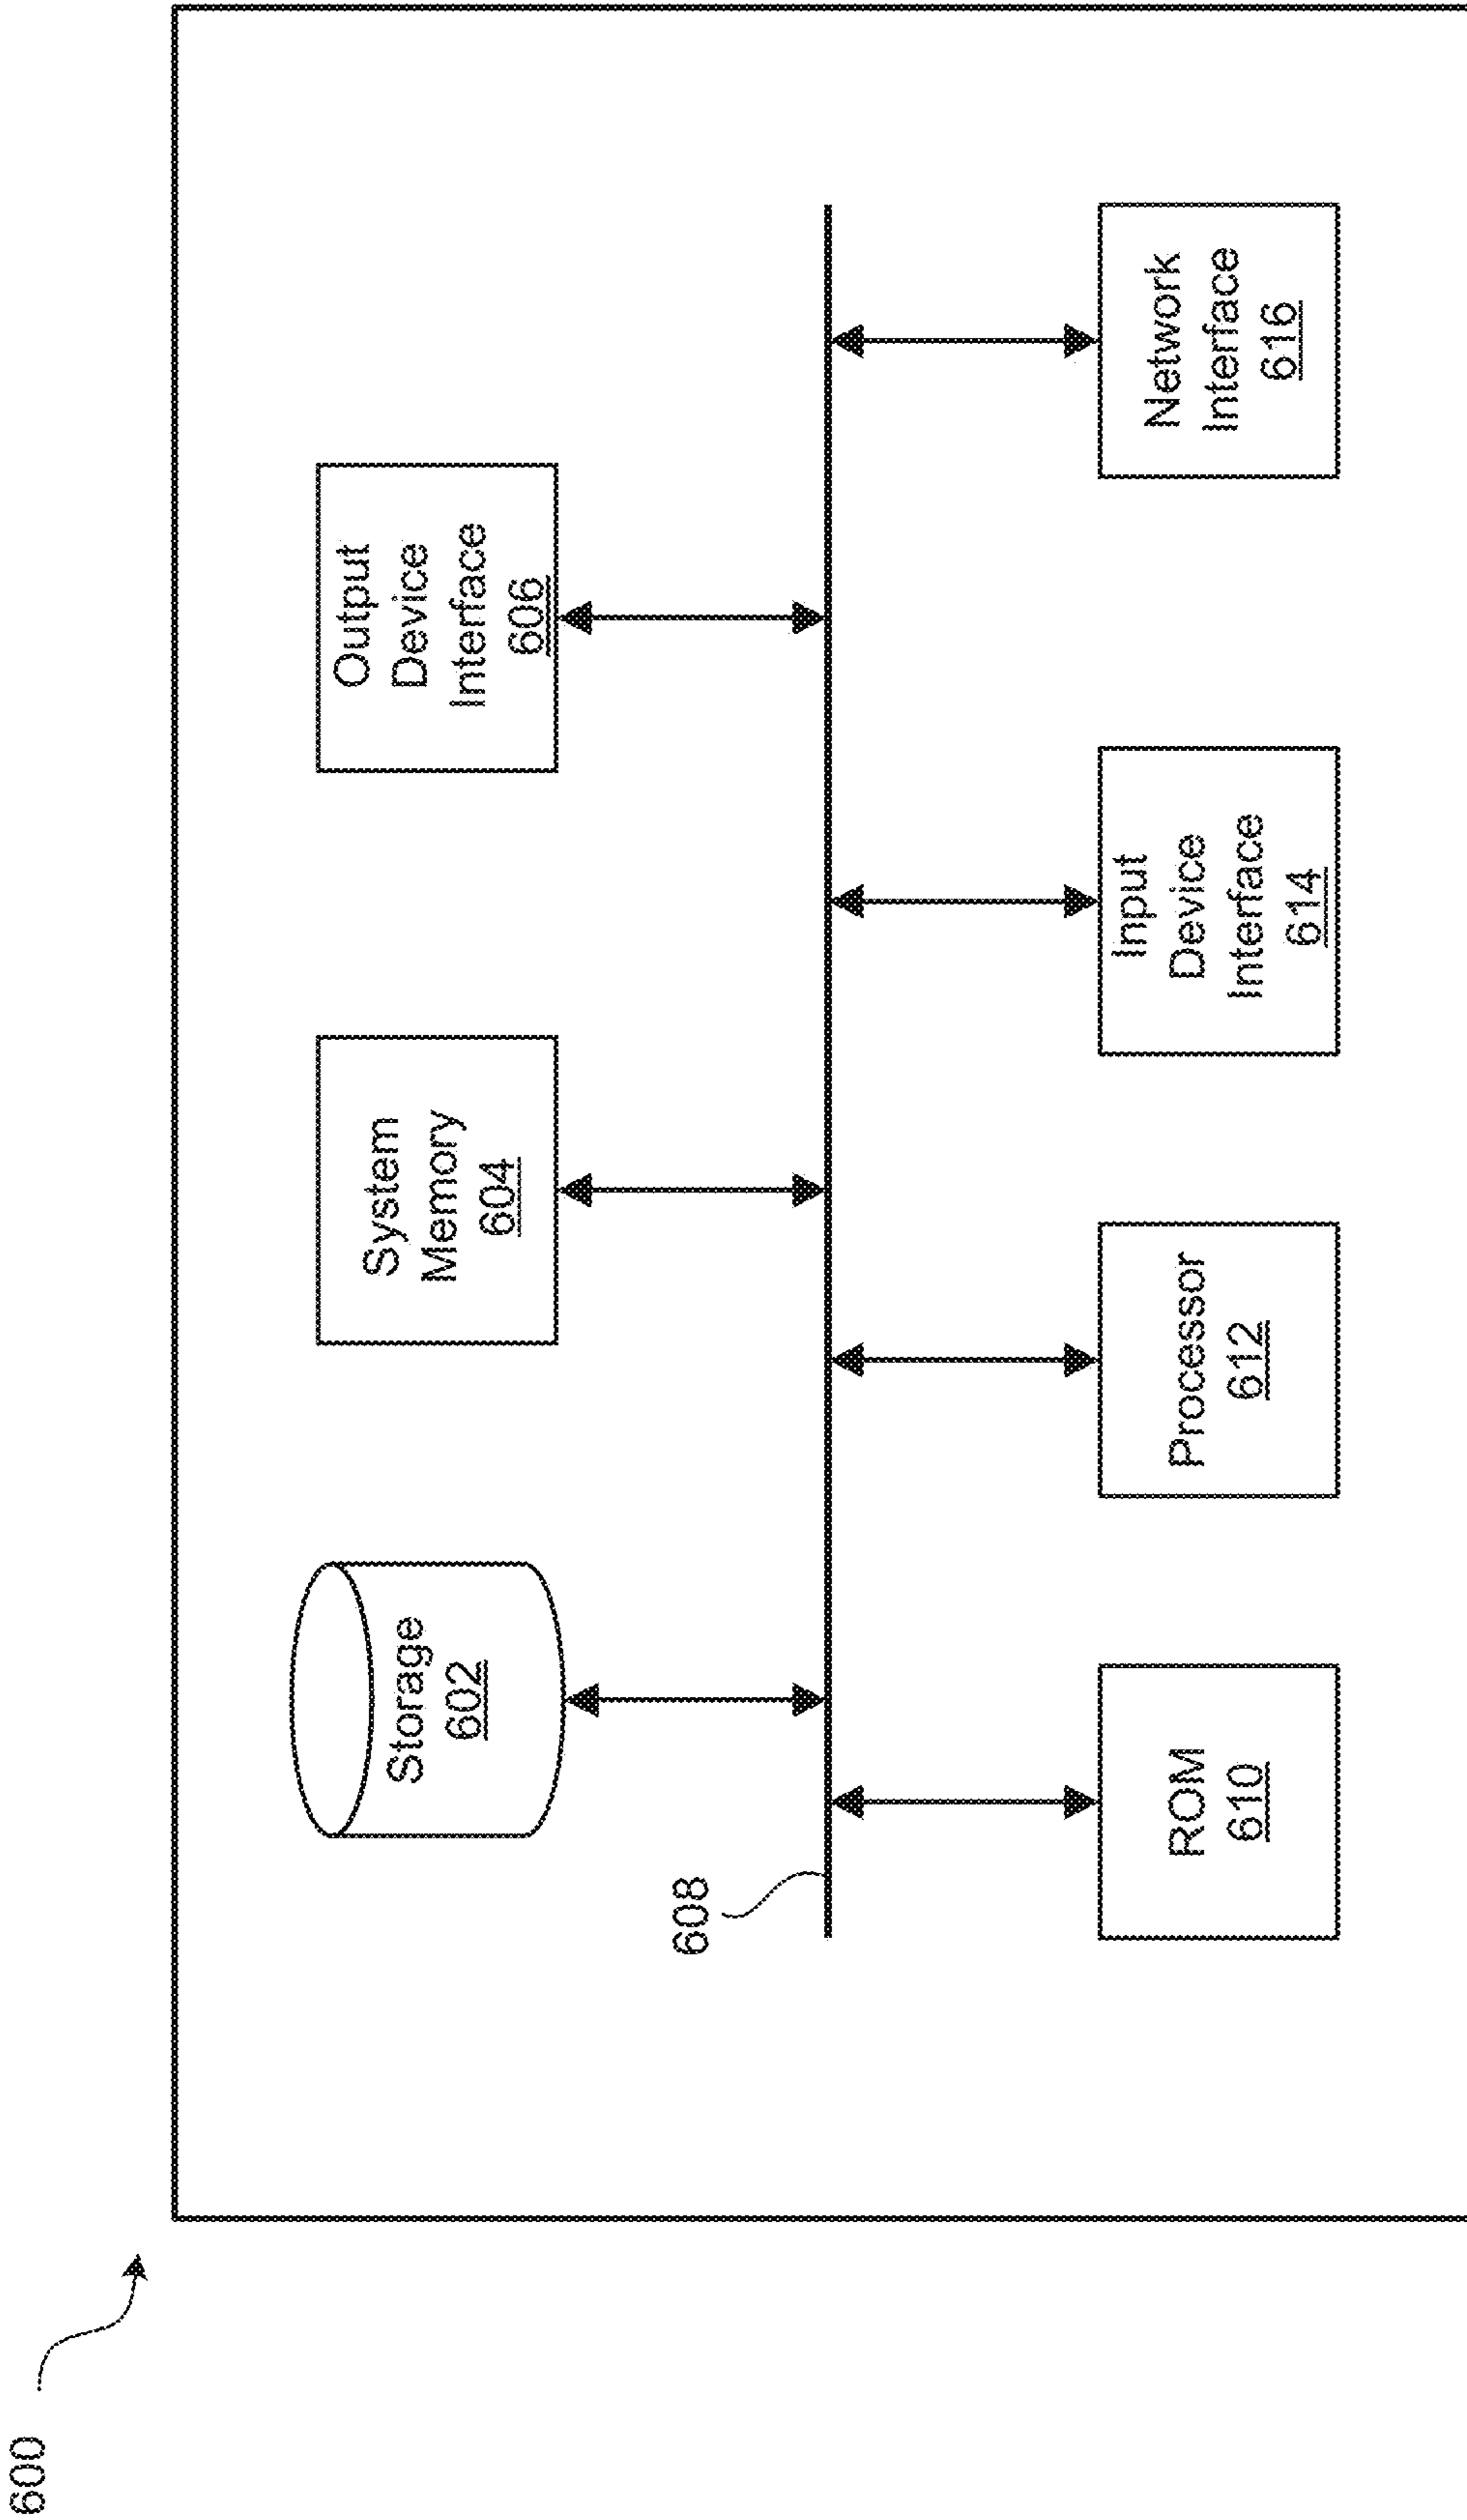 600
Storage
602
System
Memory
604
Output
Device
Interface
606
608
ROM
610
Processor
612
Input
Device
Interface
614
Network
Interface
616